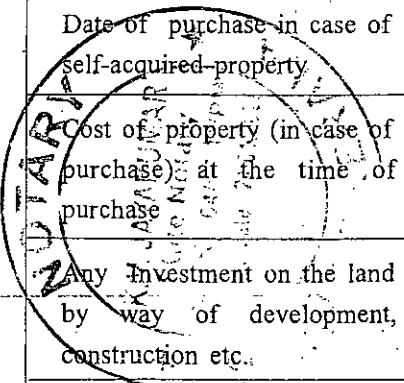 Date of purchase in case of
self-acquired property
Cost of property (in case of
purchase) at the time of
purchase
Any Investment on the land
by way of development,
construction etc.
NOTARY